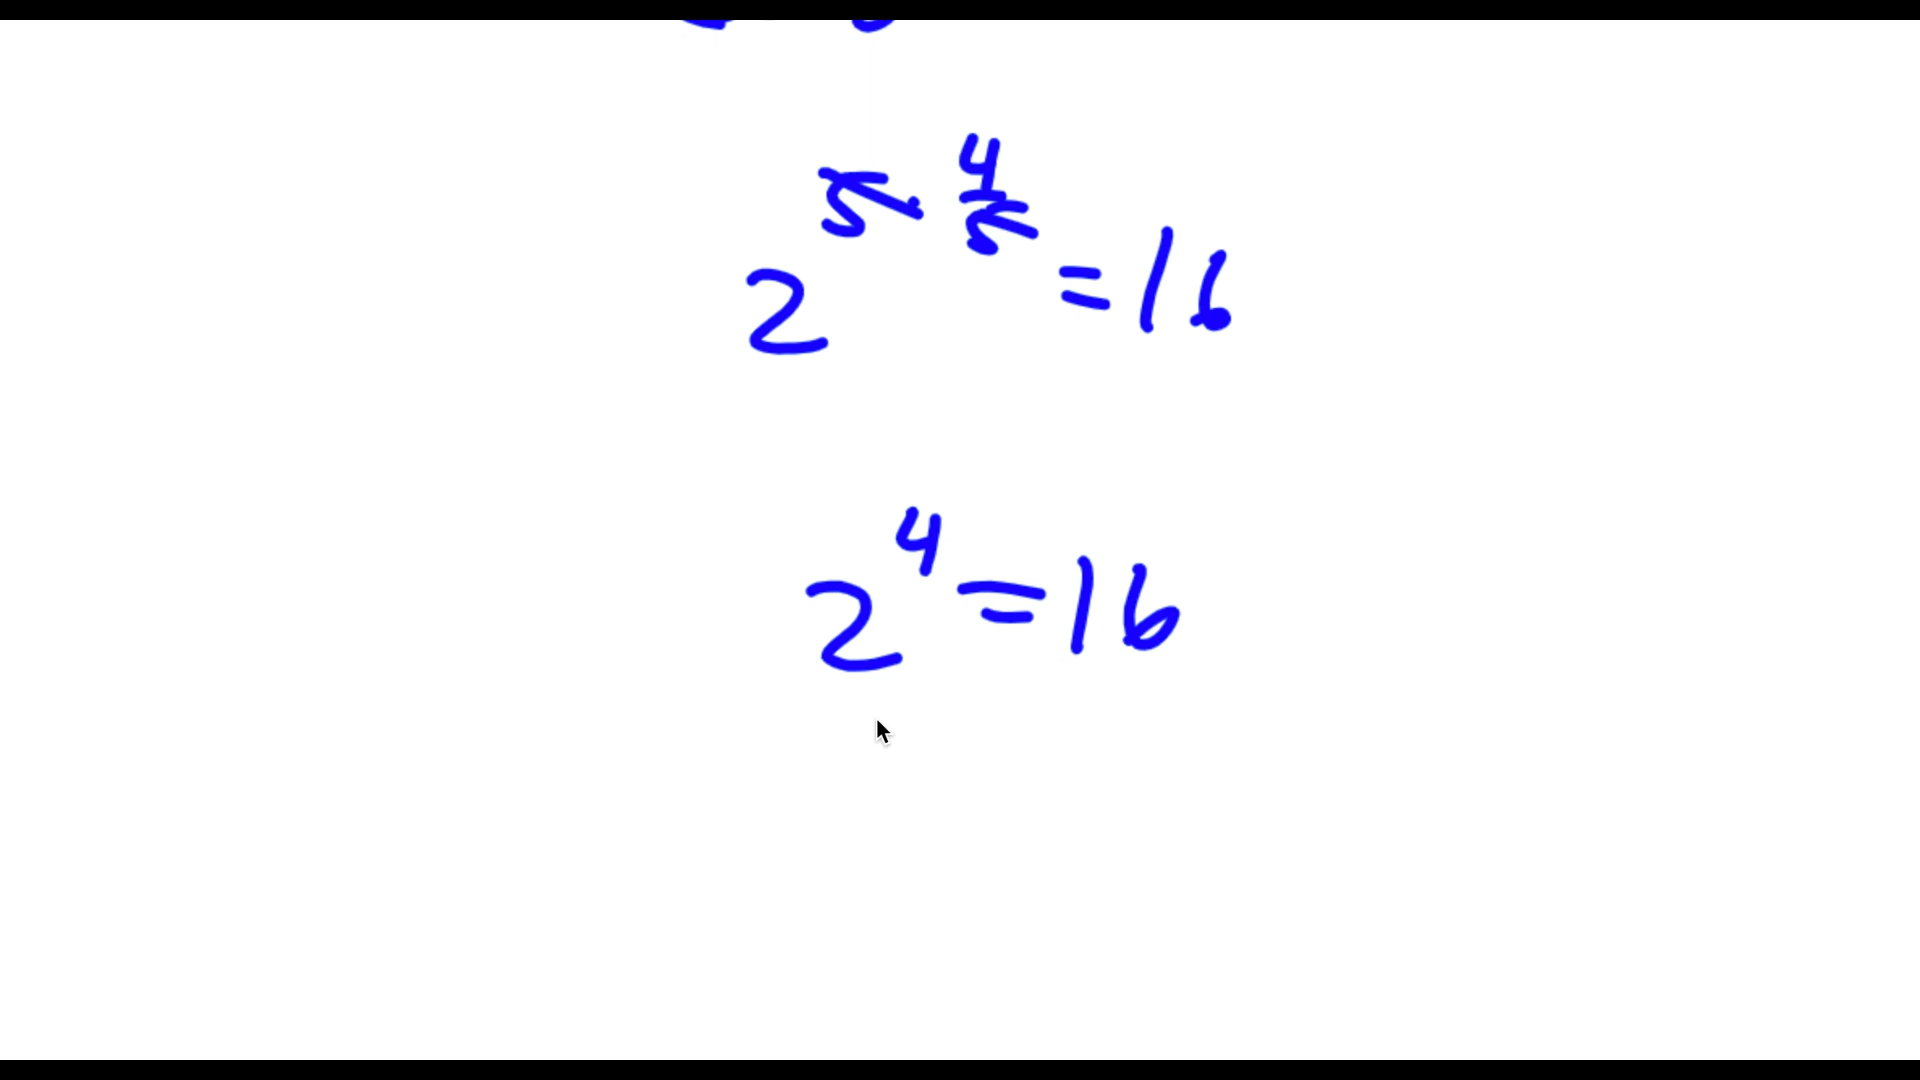 2^{5 · 4/5} = 16
2^4 = 16